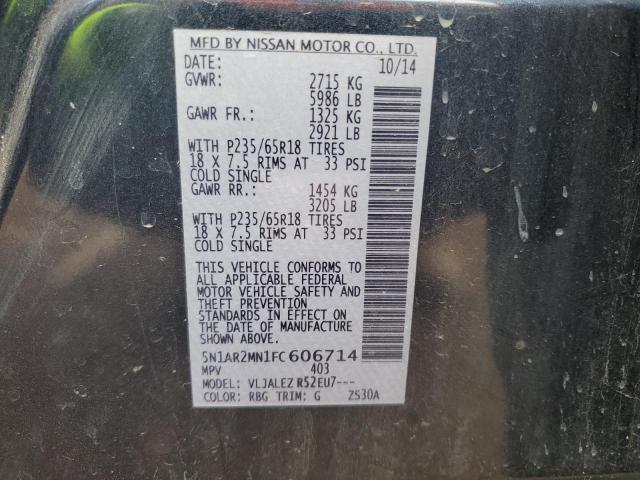 MFD BY NISSAN MOTOR CO., LTD.
DATE: 10/14
GVWR: 2715 KG
5986 LB
GAWR FR.: 1325 KG
2921 LB
WITH P235/65R18 TIRES
18 X 7.5 RIMS AT 33 PSI
COLD SINGLE
GAWR RR.: 1454 KG
3205 LB
WITH P235/65R18 TIRES
18 X 7.5 RIMS AT 33 PSI
COLD SINGLE
THIS VEHICLE CONFORMS TO
ALL APPLICABLE FEDERAL
MOTOR VEHICLE SAFETY AND
THEFT PREVENTION
STANDARDS IN EFFECT ON
THE DATE OF MANUFACTURE
SHOWN ABOVE.
5N1AR2MN1FC606714
MPV 403
MODEL: VLJALEZ R52EU7---
COLOR: RBG TRIM: G ZS30A